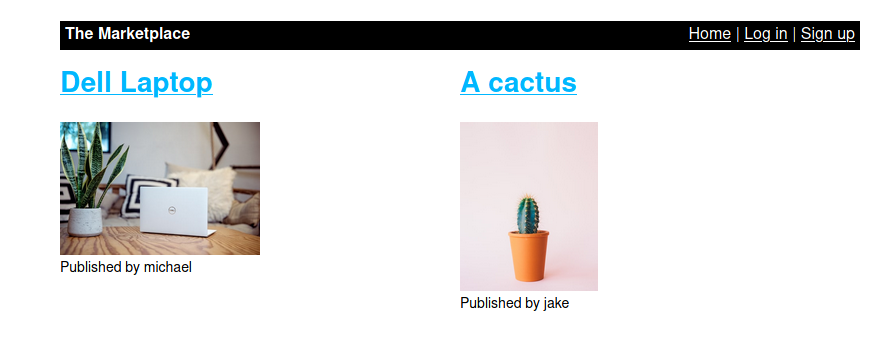 The Marketplace
Home | Log in | Sign up
Dell Laptop
A cactus
Published by michael
Published by jake